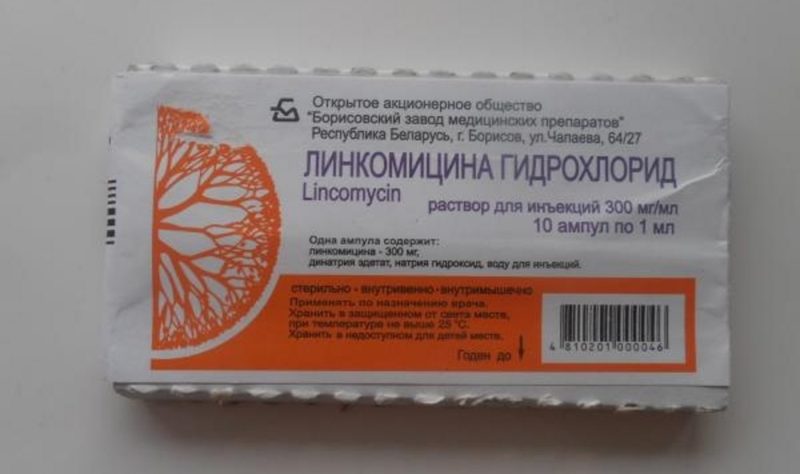 Открытое акционерное общество
"Борисовский завод медицинских препаратов"
Республика Беларусь, г. Борисов, ул.Чапаева, 64/27
ЛИНКОМИЦИНА ГИДРОХЛОРИД
Lincomycin
раствор для инъекций 300 мг/мл
10 ампул по 1 мл
Одна ампула содержит:
линкомицина - 300 мг,
динатрия эдетат, натрия гидроксид, воду для инъекций.
стерильно - внутривенно - внутримышечно
Применять по назначению врача.
Хранить в защищенном от света месте,
при температуре не выше 25 °С.
Хранить в недоступном для детей месте.
Годен до
4 810201 000046